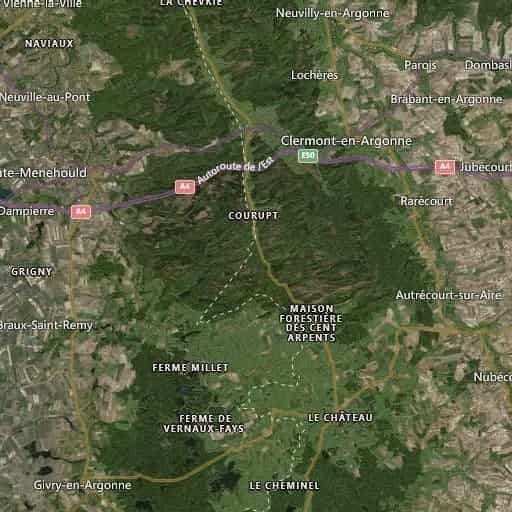 Vienne-la-Ville
LA CHEVRIE
Neuvilly-en-Argonne
NAVIAUX
Parois
Dombasl
Lochères
Neuville-au-Pont
Brabant-en-Argonne
Clermont-en-Argonne
E50
Autoroute de l'Est
A4
Jubécourt
te-Menehould
A4
Rarécourt
Dampierre
A4
COURUPT
GRIGNY
Autrécourt-sur-Aire
MAISON
FORESTIÈRE
DES CENT
ARPENTS
Braux-Saint-Remy
FERME MILLET
Nubéc
FERME DE
VERNAUX-FAYS
LE CHÂTEAU
Givry-en-Argonne
LE CHEMINEL